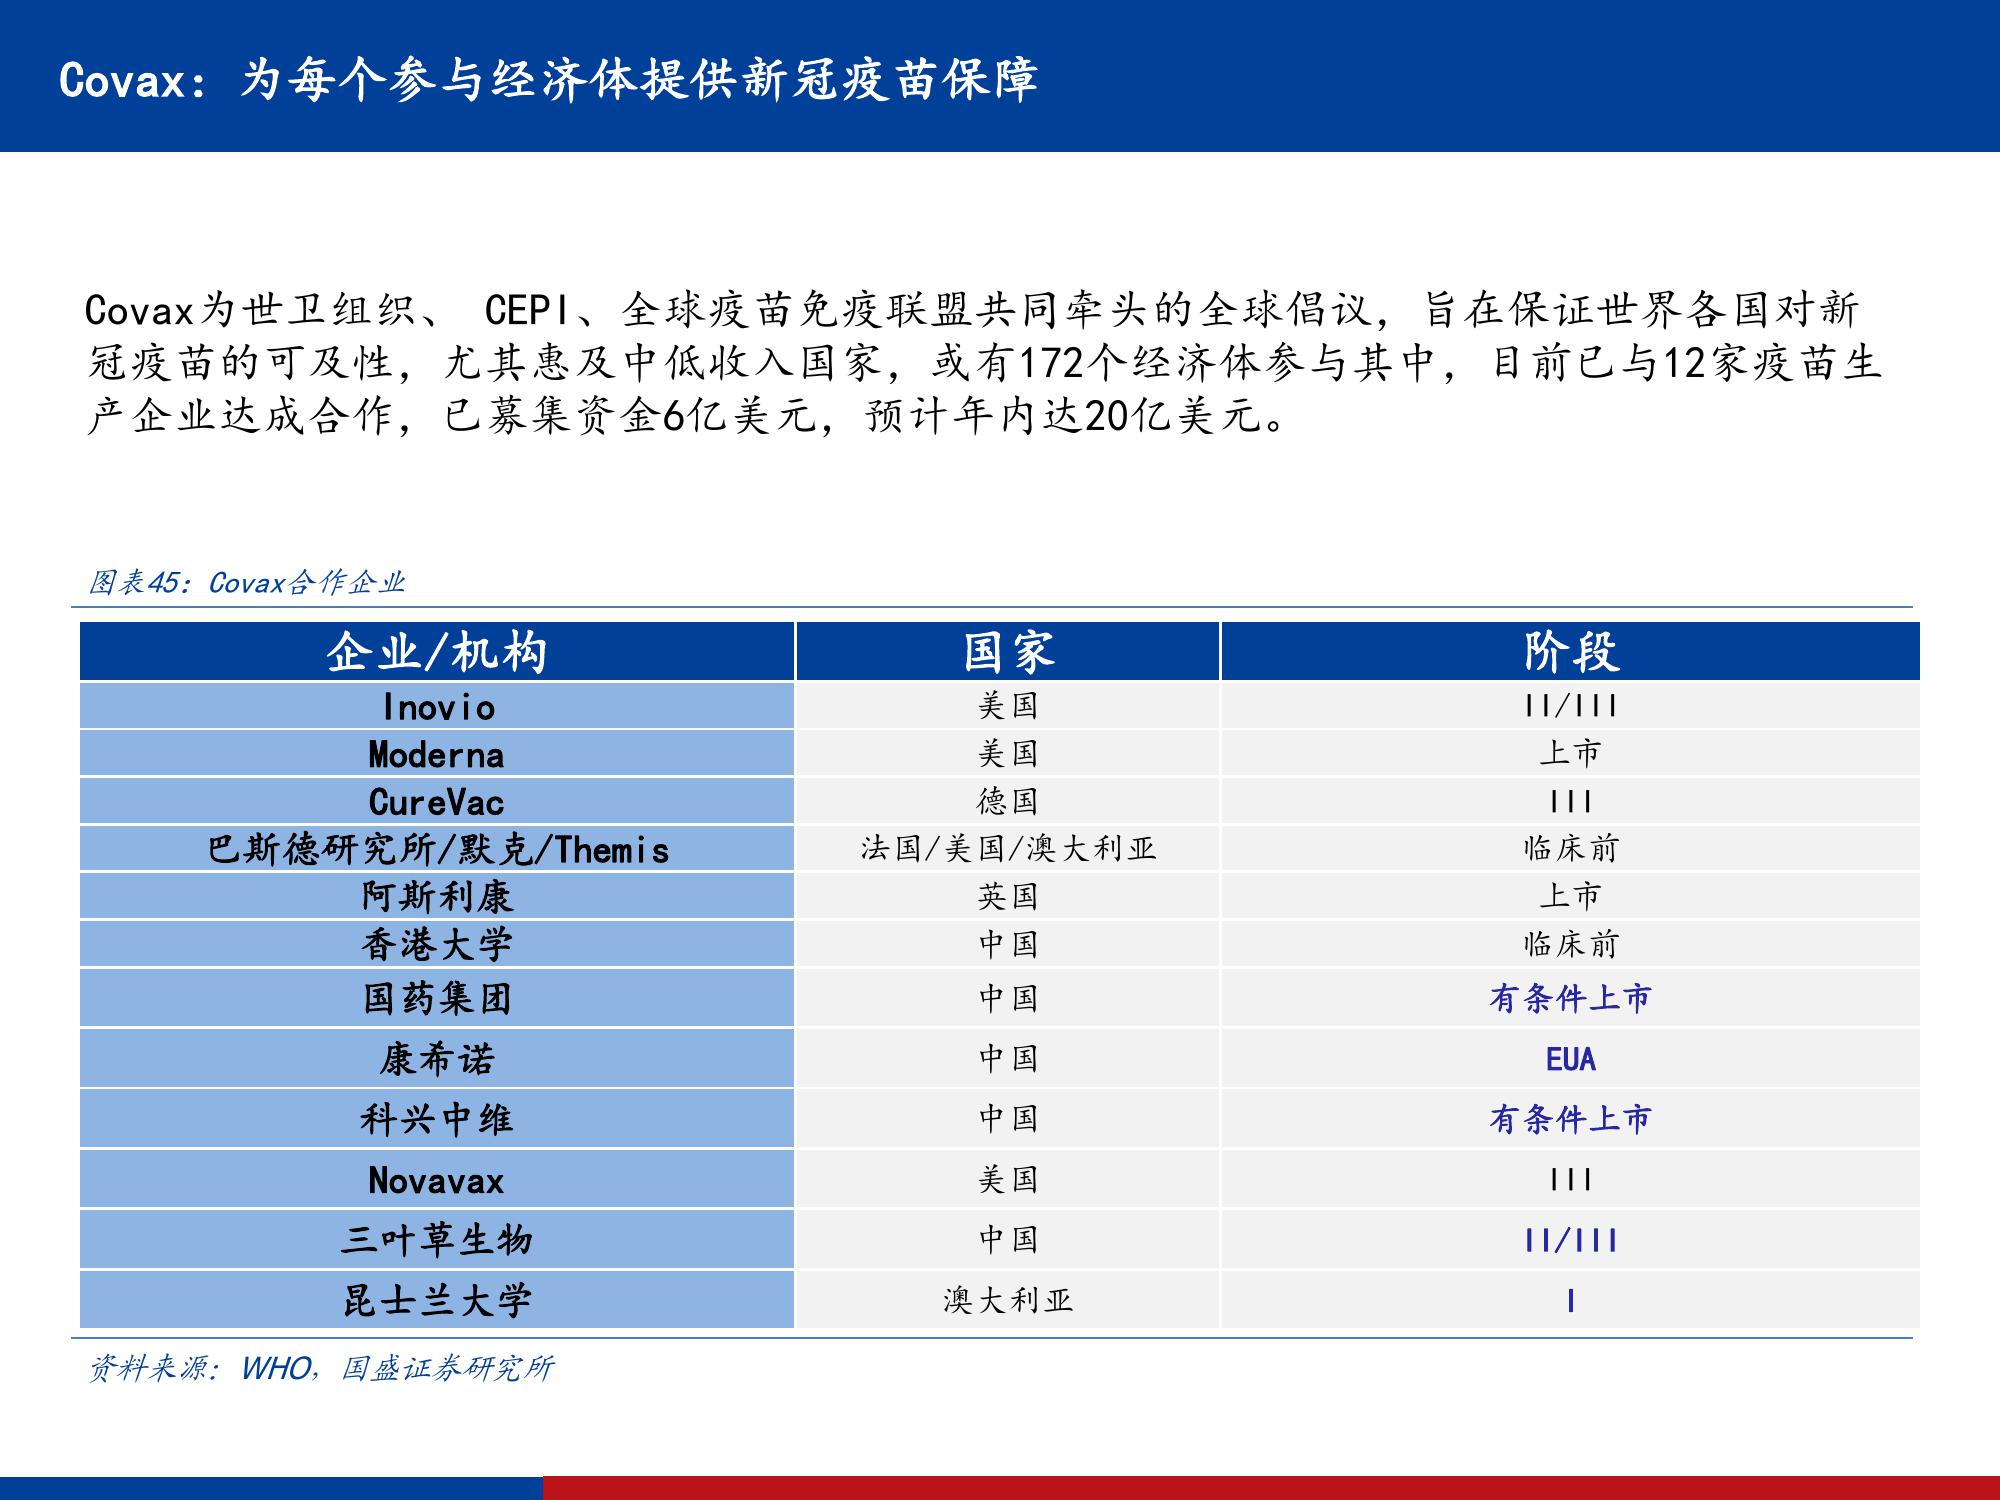 Covax：为每个参与经济体提供新冠疫苗保障
Covax为世卫组织、 CEPI、全球疫苗免疫联盟共同牵头的全球倡议，旨在保证世界各国对新
冠疫苗的可及性，尤其惠及中低收入国家，或有172个经济体参与其中，目前已与12家疫苗生
产企业达成合作，已募集资金6亿美元，预计年内达20亿美元。
图表45：Covax合作企业
企业/机构 国家 阶段
Inovio 美国 II/III
Moderna 美国 上市
CureVac 德国 III
巴斯德研究所/默克/Themis 法国/美国/澳大利亚 临床前
阿斯利康 英国 上市
香港大学 中国 临床前
国药集团 中国 有条件上市
康希诺 中国 EUA
科兴中维 中国 有条件上市
Novavax 美国 III
三叶草生物 中国 II/III
昆士兰大学 澳大利亚 I
资料来源：WHO，国盛证券研究所